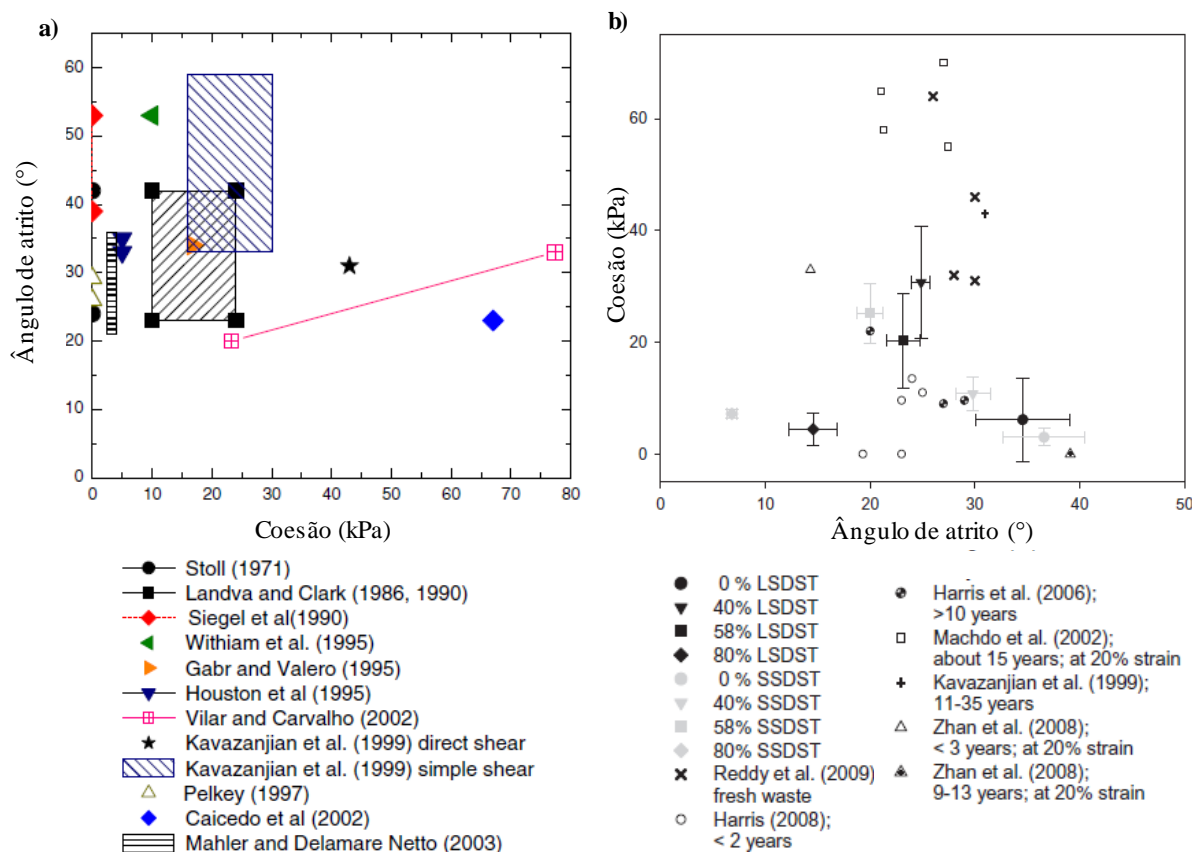 a)
60
50
40
30
20
10
0
Ângulo de atrito (°)
0 10 20 30 40 50 60 70 80
Coesão (kPa)
Stoll (1971)
Landva and Clark (1986, 1990)
Siegel et al(1990)
Withiam et al. (1995)
Gabr and Valero (1995)
Houston et al (1995)
Vilar and Carvalho (2002)
Kavazanjian et al. (1999) direct shear
Kavazanjian et al. (1999) simple shear
Pelkey (1997)
Caicedo et al (2002)
Mahler and Delamare Netto (2003)
b)
60
40
20
0
Coesão (kPa)
0 10 20 30 40 50
Ângulo de atrito (°)
0 % LSDST
40% LSDST
58% LSDST
80% LSDST
0 % SSDST
40% SSDST
58% SSDST
80% SSDST
Reddy et al. (2009)
fresh waste
Harris (2008);
< 2 years
Harris et al. (2006);
>10 years
Machdo et al. (2002);
about 15 years; at 20% strain
Kavazanjian et al. (1999);
11-35 years
Zhan et al. (2008);
< 3 years; at 20% strain
Zhan et al. (2008);
9-13 years; at 20% strain